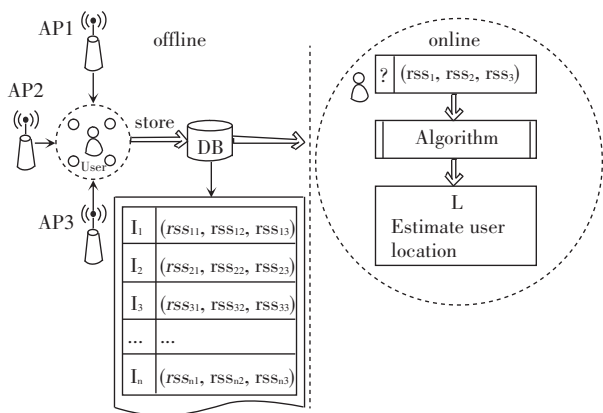 AP1
offline
online
AP2
? (rss₁, rss₂, rss₃)
store
User
DB
Algorithm
AP3
I₁ (rss₁₁, rss₁₂, rss₁₃)
I₂ (rss₂₁, rss₂₂, rss₂₃)
I₃ (rss₃₁, rss₃₂, rss₃₃)
... ...
Iₙ (rssₙ₁, rssₙ₂, rssₙ₃)
L
Estimate user
location